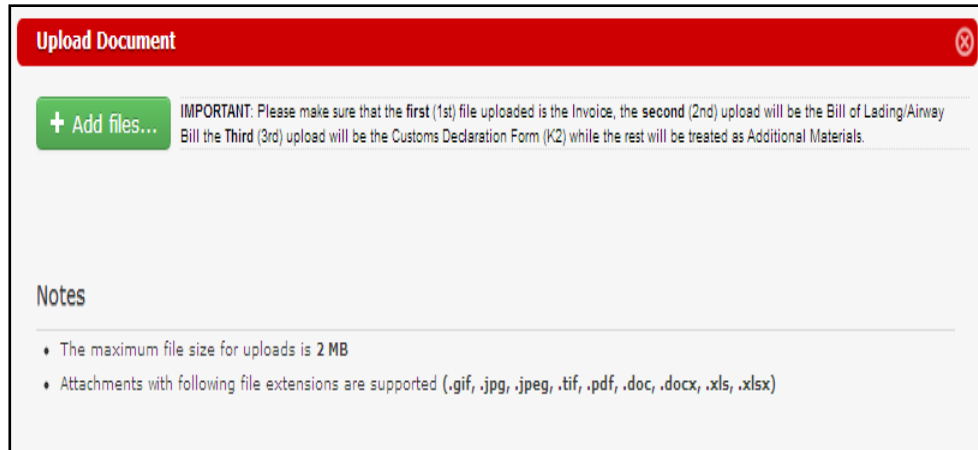 Upload Document
+ Add files...
IMPORTANT: Please make sure that the first (1st) file uploaded is the Invoice, the second (2nd) upload will be the Bill of Lading/Airway
Bill the Third (3rd) upload will be the Customs Declaration Form (K2) while the rest will be treated as Additional Materials.
Notes
• The maximum file size for uploads is 2 MB
• Attachments with following file extensions are supported (.gif, .jpg, .jpeg, .tif, .pdf, .doc, .docx, .xls, .xlsx)